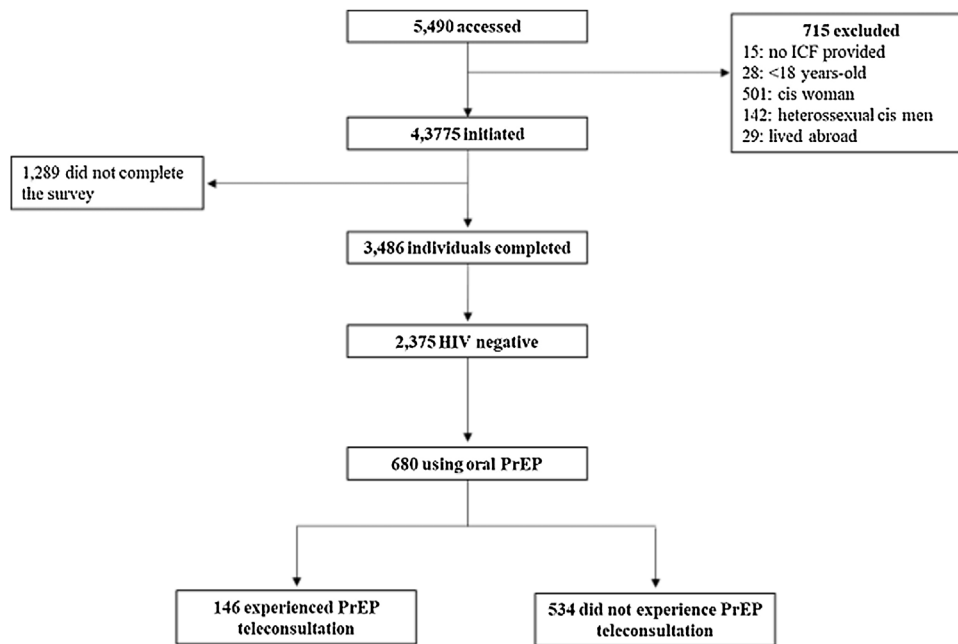 5,490 accessed
715 excluded
15: no ICF provided
28: <18 years-old
501: cis woman
142: heterossexual cis men
29: lived abroad
4,3775 initiated
1,289 did not complete
the survey
3,486 individuals completed
2,375 HIV negative
680 using oral PrEP
146 experienced PrEP
teleconsultation
534 did not experience PrEP
teleconsultation